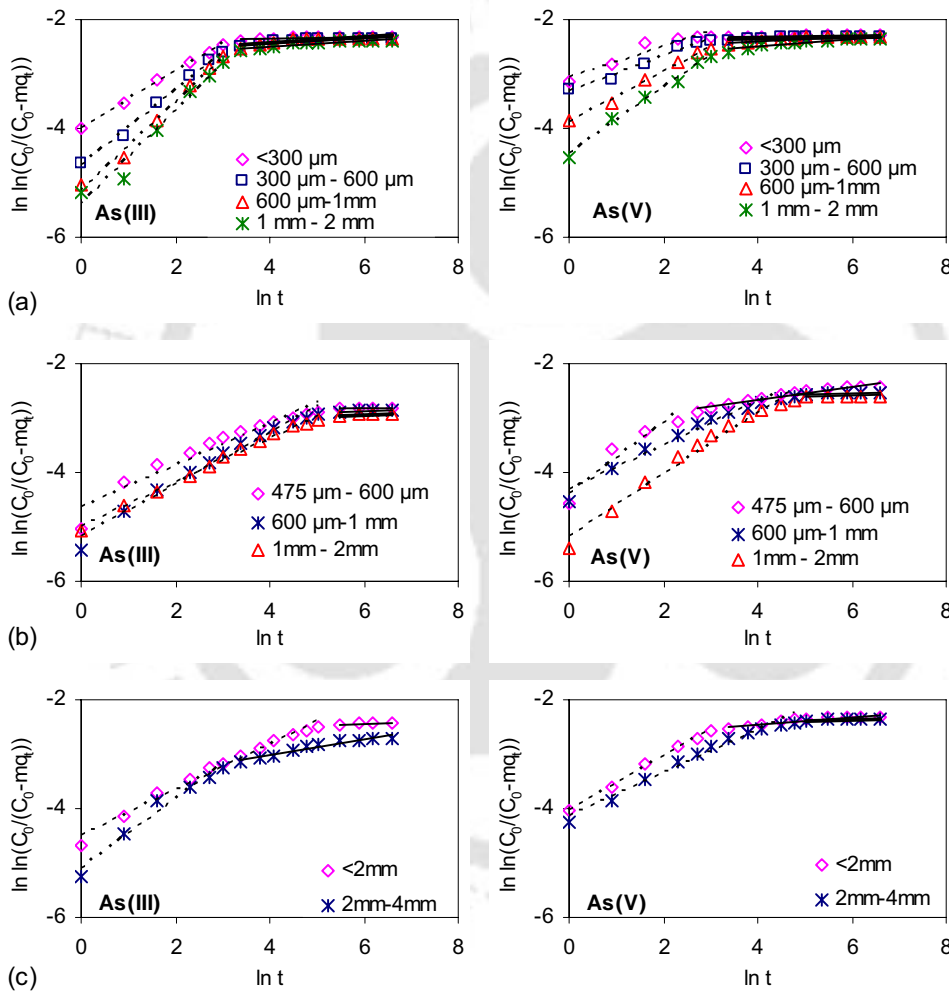 -2
-4
-6
0
2
4
6
8
ln ln(C₀/(C₀-mqₜ))
ln t
<300 µm
300 µm - 600 µm
600 µm-1mm
1 mm - 2 mm
As(III)
-2
-4
-6
0
2
4
6
8
ln ln(C₀/(C₀-mqₜ))
ln t
<300 µm
300 µm - 600 µm
600 µm-1mm
1 mm - 2 mm
As(V)
(a)
-2
-4
-6
0
2
4
6
8
ln ln(C₀/(C₀-mqₜ))
ln t
475 µm - 600 µm
600 µm-1 mm
1mm - 2mm
As(III)
-2
-4
-6
0
2
4
6
8
ln ln(C₀/(C₀-mqₜ))
ln t
475 µm - 600 µm
600 µm-1 mm
1mm - 2mm
As(V)
(b)
-2
-4
-6
0
2
4
6
8
ln ln(C₀/(C₀-mqₜ))
ln t
<2mm
2mm-4mm
As(III)
-2
-4
-6
0
2
4
6
8
ln ln(C₀/(C₀-mqₜ))
ln t
<2mm
2mm-4mm
As(V)
(c)